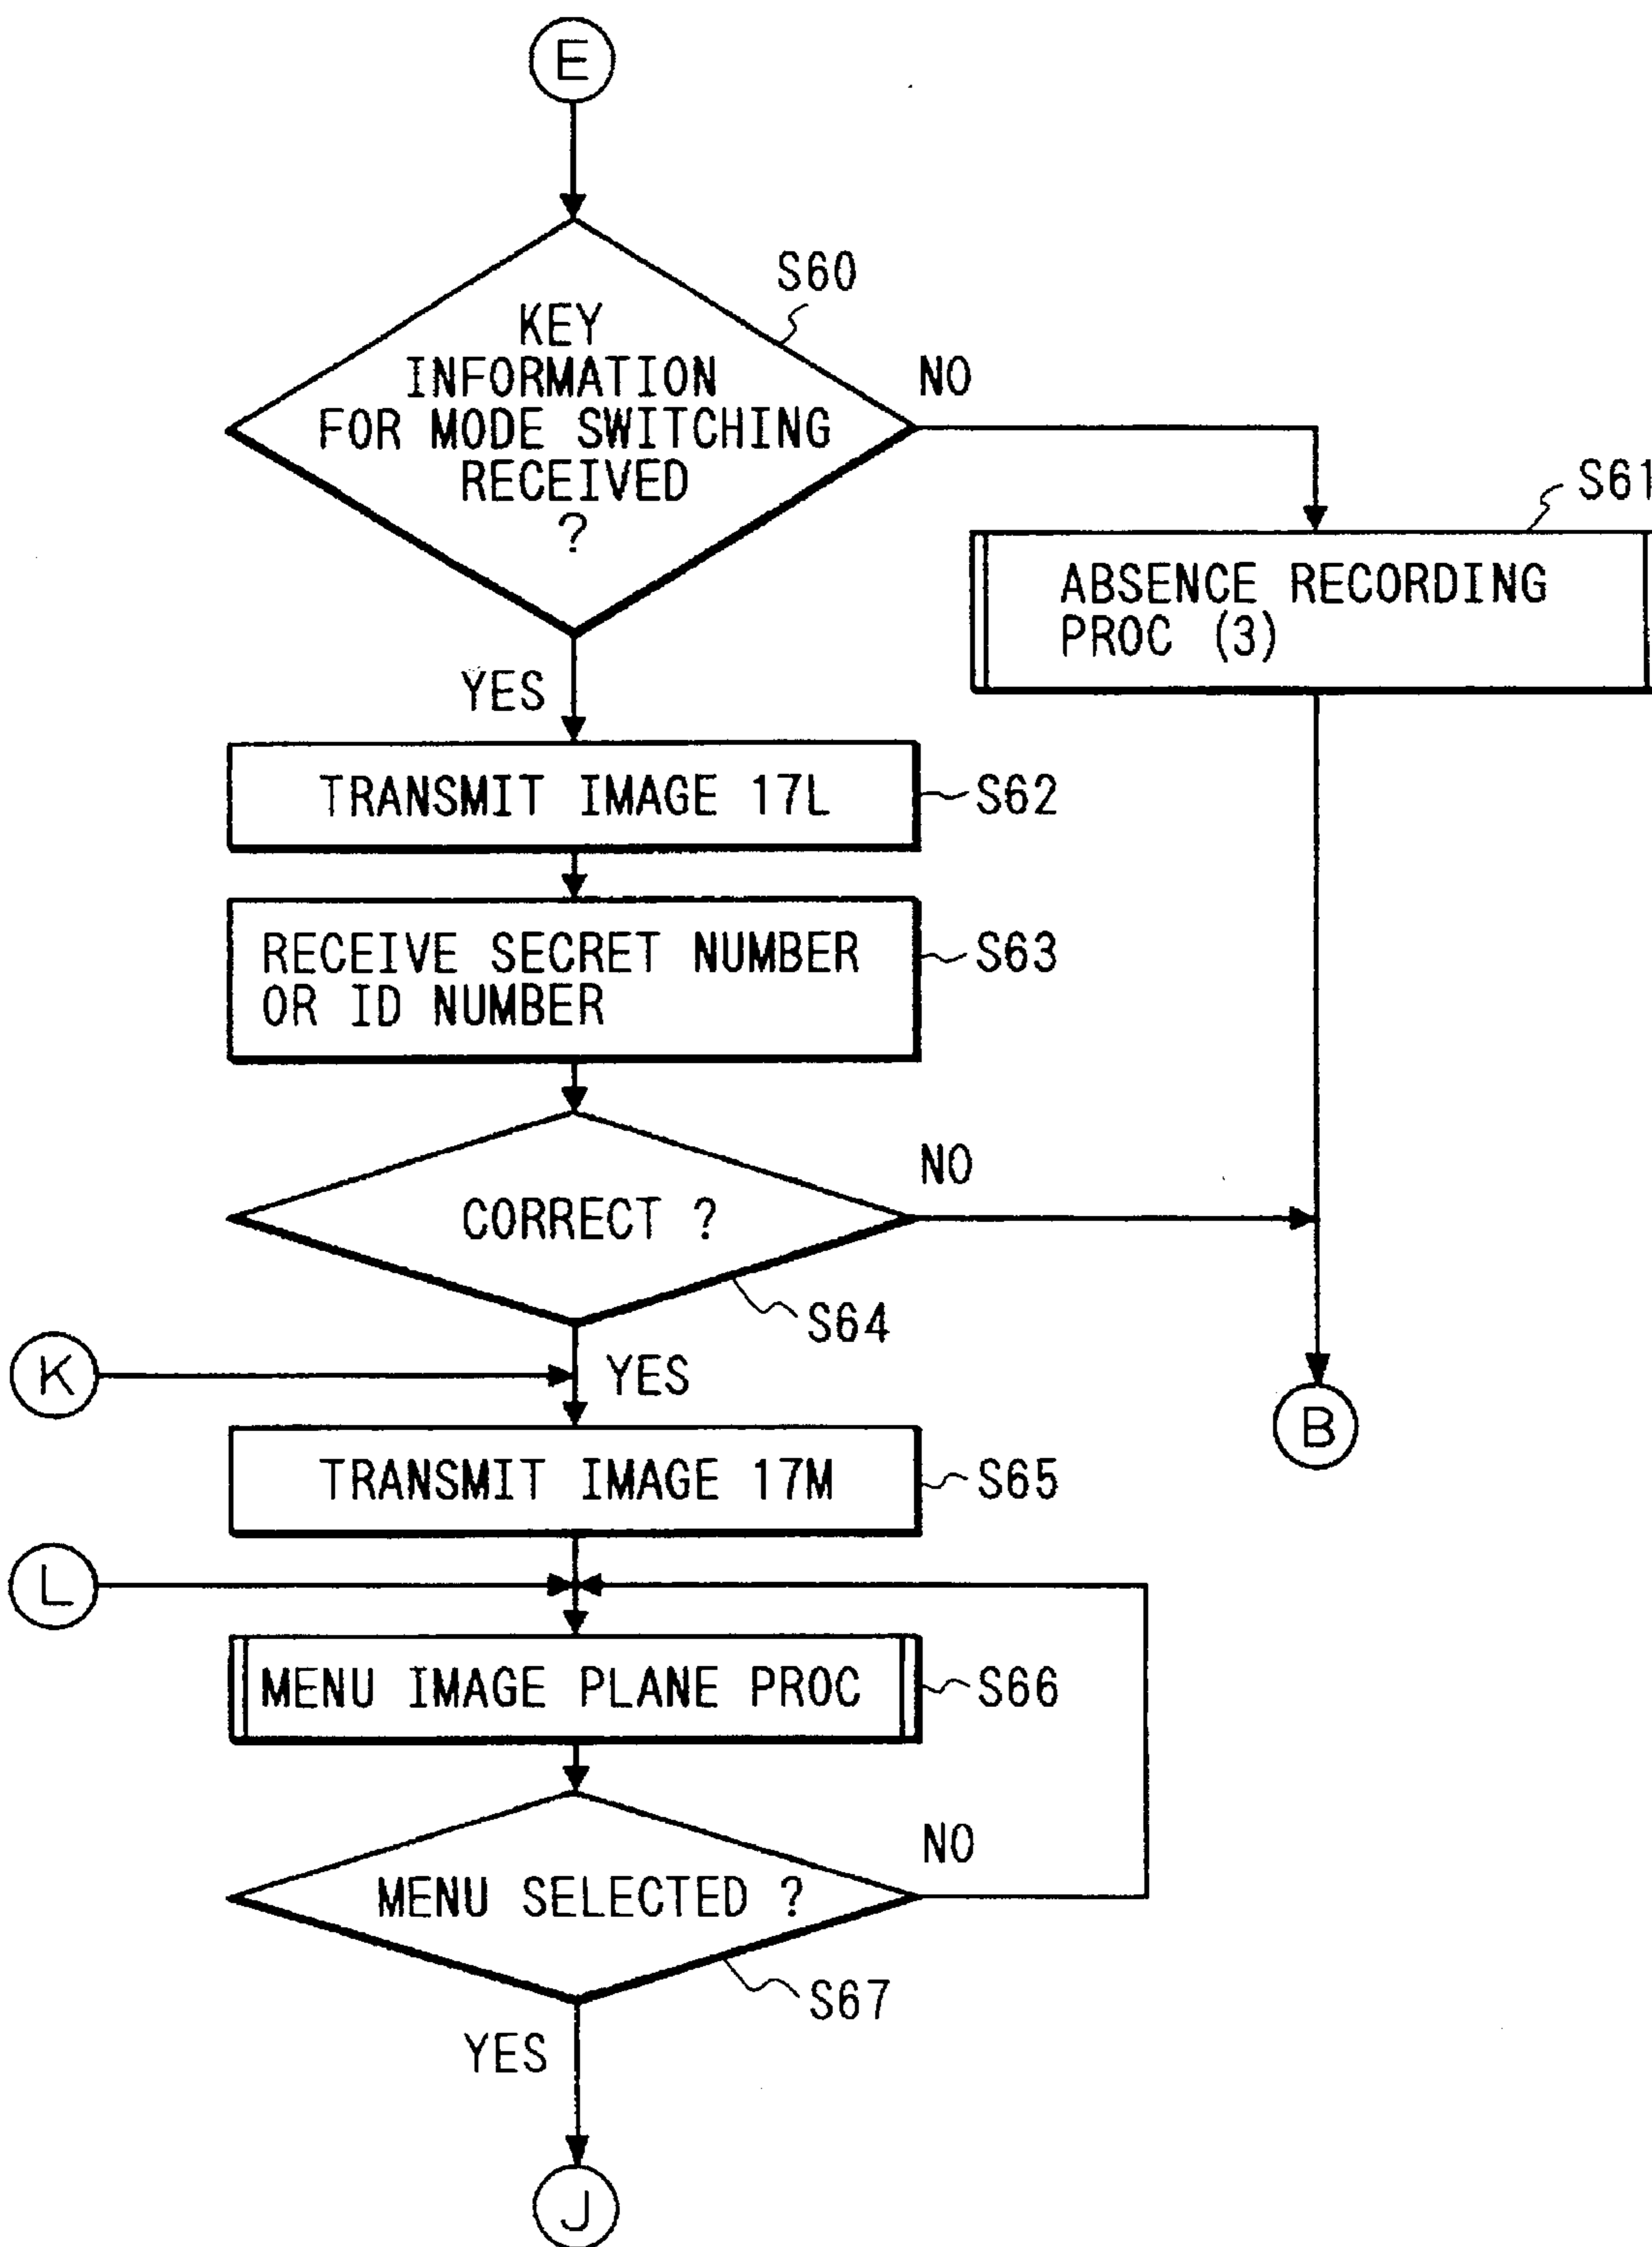 E
S60
KEY
INFORMATION
FOR MODE SWITCHING
RECEIVED
?
NO
S61
ABSENCE RECORDING
PROC (3)
YES
TRANSMIT IMAGE 17L
S62
RECEIVE SECRET NUMBER
OR ID NUMBER
S63
CORRECT ?
NO
S64
K
YES
B
TRANSMIT IMAGE 17M
S65
L
MENU IMAGE PLANE PROC
S66
MENU SELECTED ?
NO
S67
YES
J